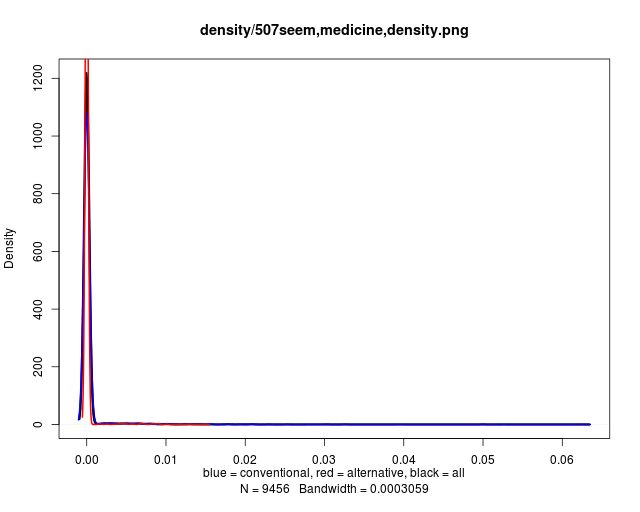 density/507seem,medicine,density.png
1200
1000
800
600
400
200
0
Density
0.00 0.01 0.02 0.03 0.04 0.05 0.06
blue = conventional, red = alternative, black = all
N = 9456 Bandwidth = 0.0003059